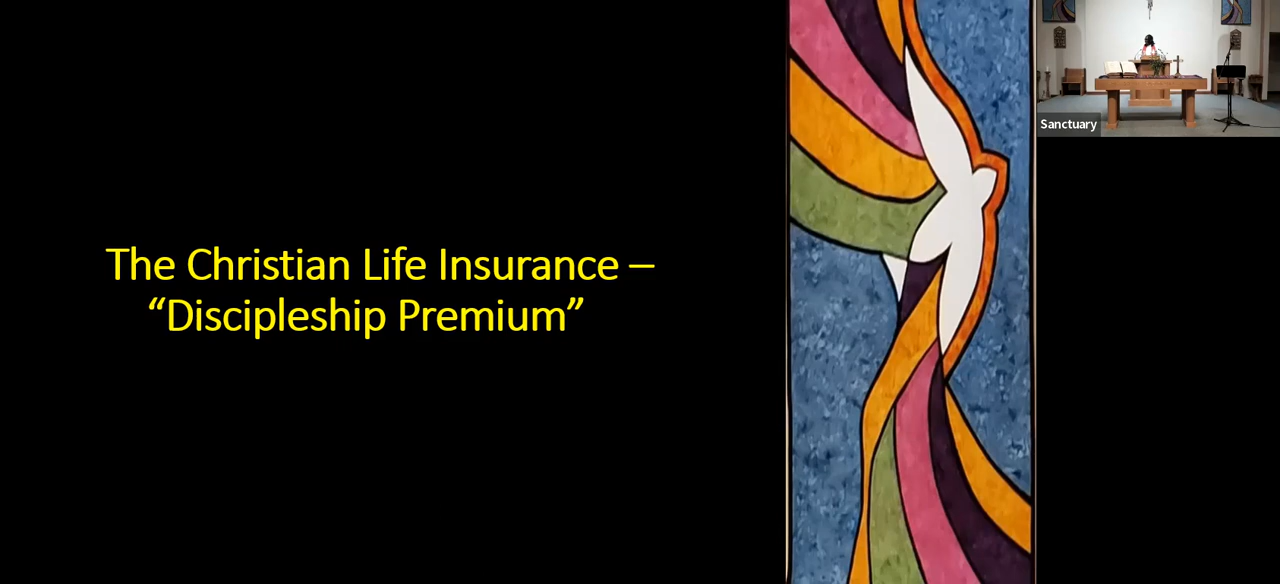 The Christian Life Insurance –
“Discipleship Premium”
Sanctuary